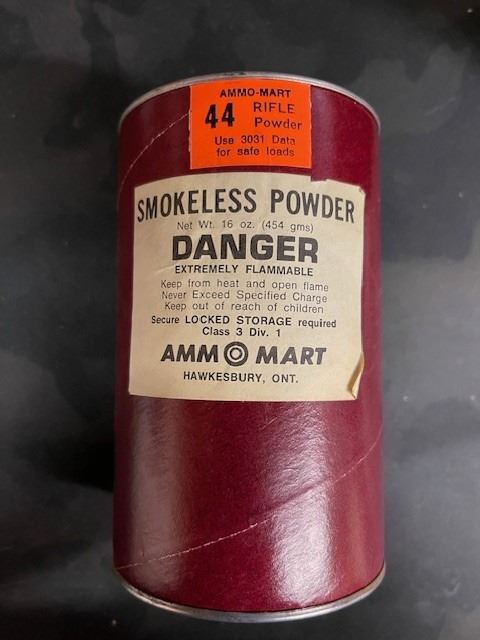 AMMO-MART
44 RIFLE
Powder
Use 3031 Data
for safe loads
SMOKELESS POWDER
Net Wt. 16 oz. (454 gms)
DANGER
EXTREMELY FLAMMABLE
Keep from heat and open flame
Never Exceed Specified Charge
Keep out of reach of children
Secure LOCKED STORAGE required
Class 3 Div. 1
AMMO MART
HAWKESBURY, ONT.